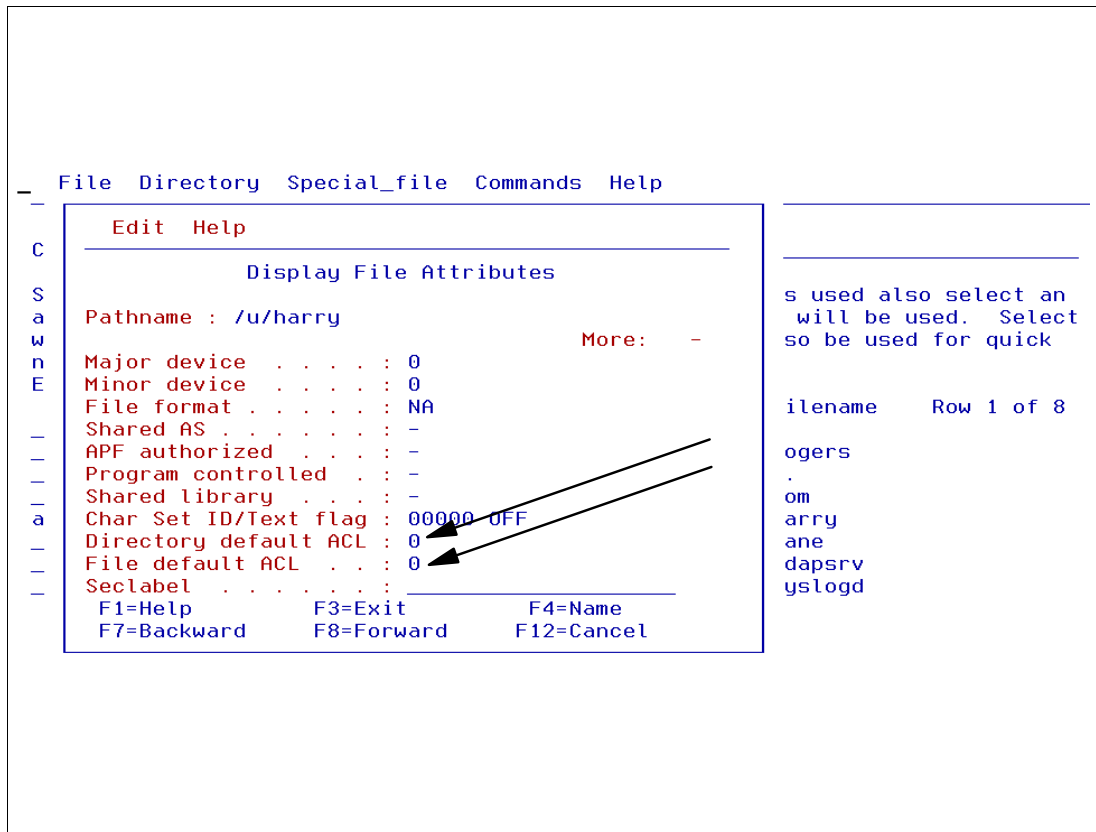 _  File  Directory  Special_file  Commands  Help
Edit  Help
C
Display File Attributes
S  s used also select an
a  Pathname : /u/harry  will be used.  Select
w  More:  -  so be used for quick
n  Major device  . . . . : 0
E  Minor device  . . . . : 0
File format . . . . . : NA  ilename  Row 1 of 8
_  Shared AS . . . . . . : -
_  APF authorized  . . . : -  ogers
_  Program controlled  . : -  .
_  Shared library  . . . : -  om
a  Char Set ID/Text flag : 00000 OFF  arry
_  Directory default ACL : 0  ane
_  File default ACL  . . : 0  dapsrv
_  Seclabel  . . . . . . :  yslogd
F1=Help  F3=Exit  F4=Name
F7=Backward  F8=Forward  F12=Cancel